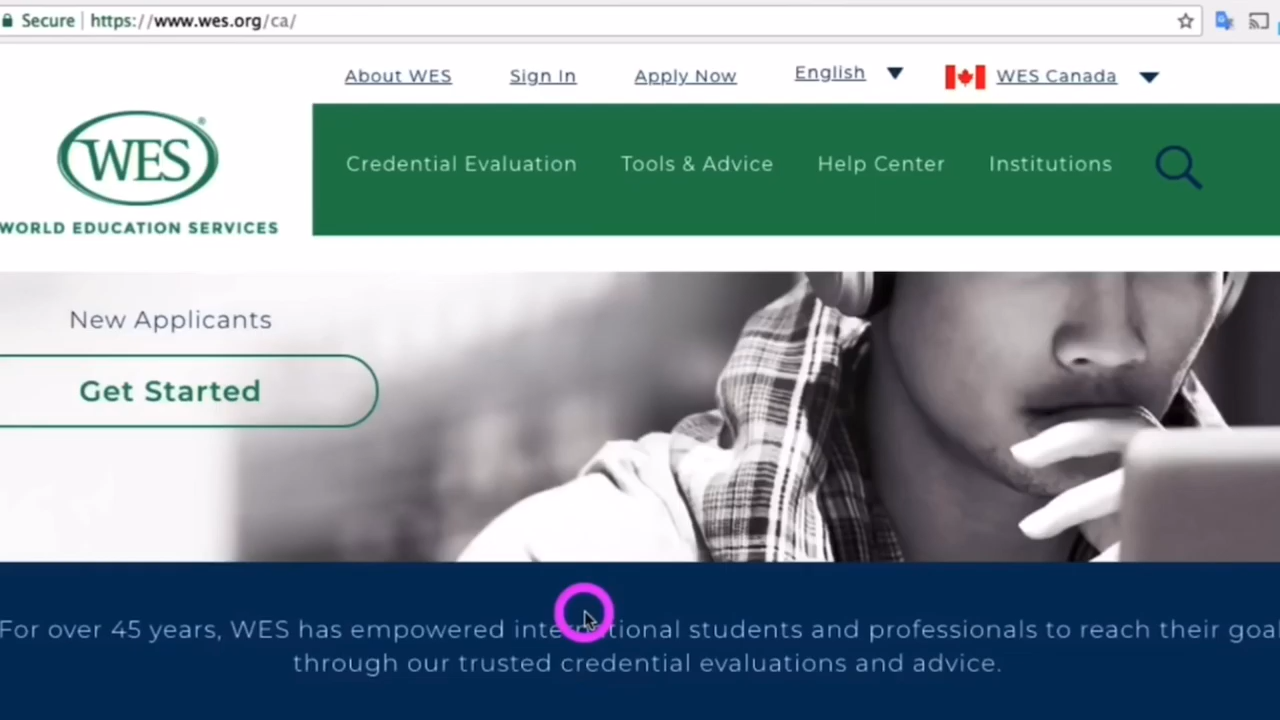 Secure https://www.wes.org/ca/
About WES Sign In Apply Now English WES Canada
WES
WORLD EDUCATION SERVICES
Credential Evaluation Tools & Advice Help Center Institutions
New Applicants
Get Started
For over 45 years, WES has empowered international students and professionals to reach their goal
through our trusted credential evaluations and advice.